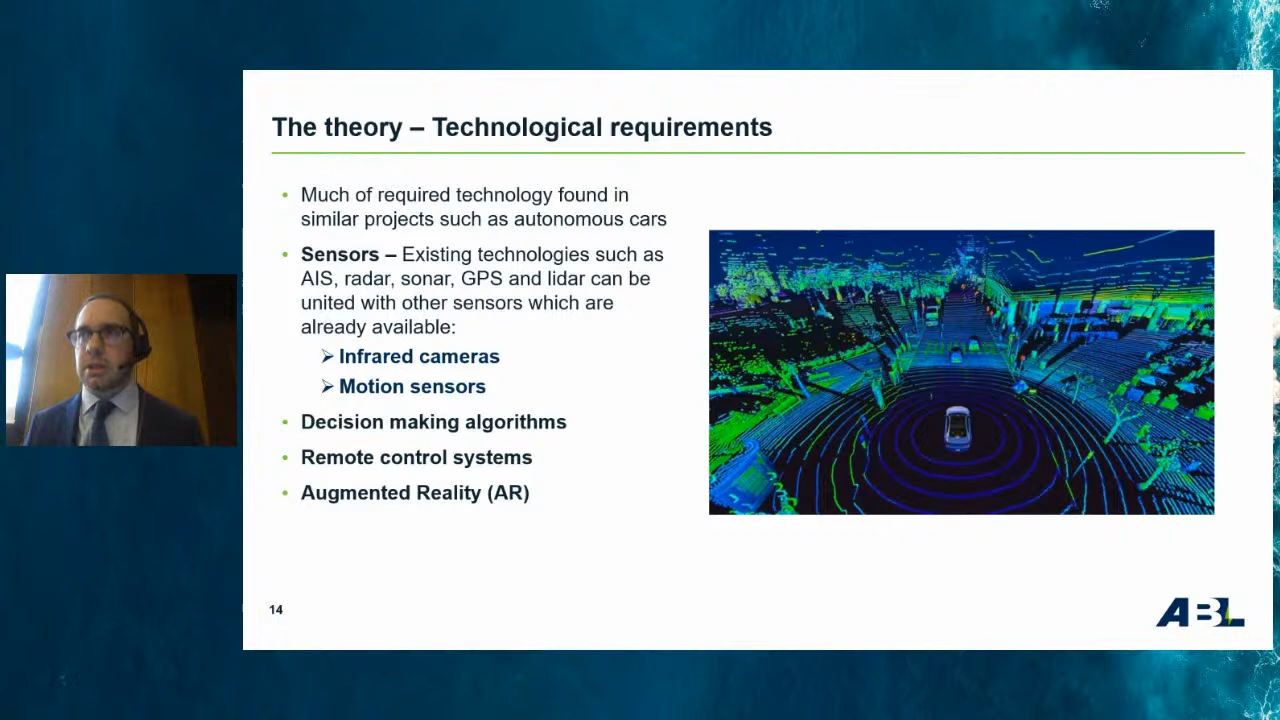 The theory – Technological requirements
• Much of required technology found in
similar projects such as autonomous cars
• Sensors – Existing technologies such as
AIS, radar, sonar, GPS and lidar can be
united with other sensors which are
already available:
➢ Infrared cameras
➢ Motion sensors
• Decision making algorithms
• Remote control systems
• Augmented Reality (AR)
14
ABL